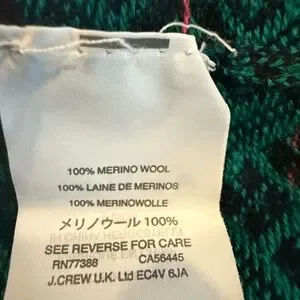 100% MERINO WOOL
100% LAINE DE MERINOS
100% MERINOWOLLE
メリノウール 100%
SEE REVERSE FOR CARE
RN77388 CA56445
J.CREW U.K. Ltd EC4V 6JA